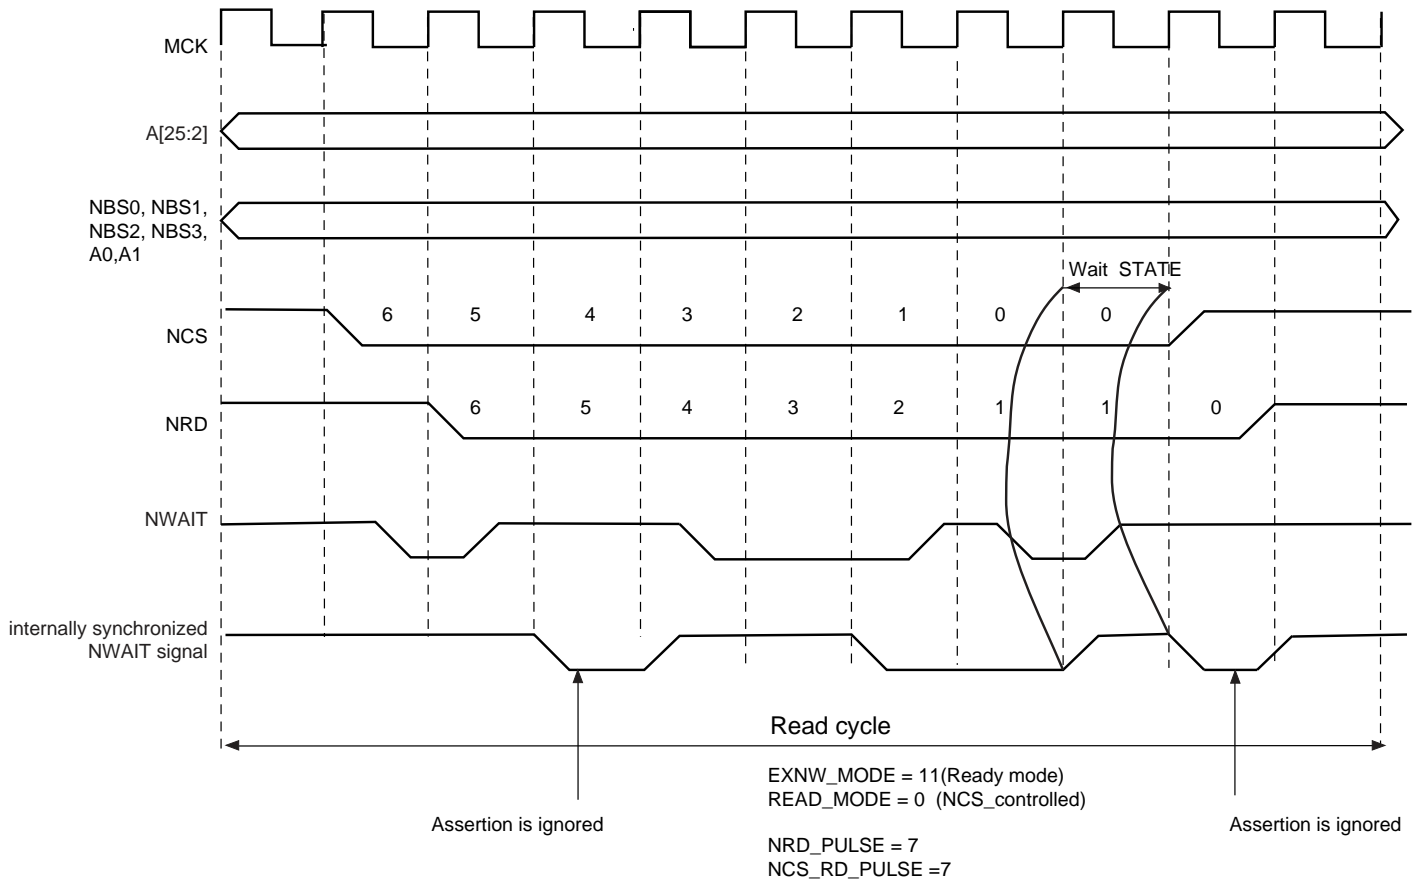 MCK
A[25:2]
NBS0, NBS1,
NBS2, NBS3,
A0,A1
Wait STATE
6 5 4 3 2 1 0 0
NCS
6 5 4 3 2 1 1 0
NRD
NWAIT
internally synchronized
NWAIT signal
Read cycle
EXNW_MODE = 11(Ready mode)
READ_MODE = 0 (NCS_controlled)
Assertion is ignored
Assertion is ignored
NRD_PULSE = 7
NCS_RD_PULSE =7